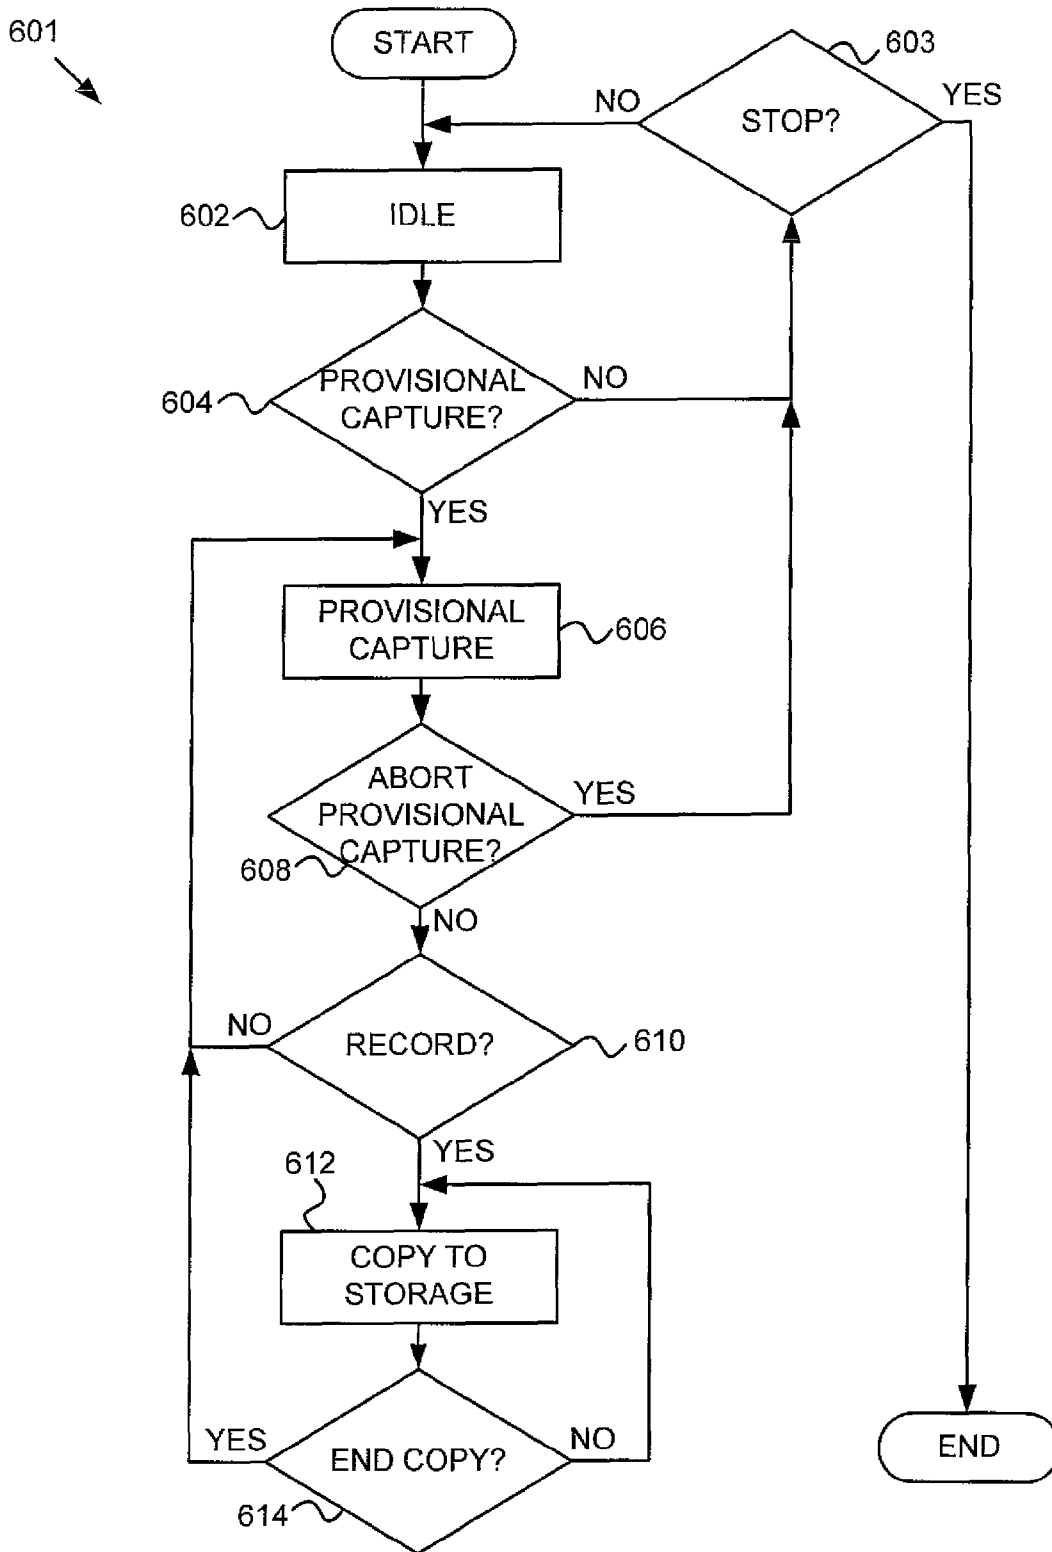 601
START
603
NO
YES
STOP?
602
IDLE
604
PROVISIONAL
CAPTURE?
NO
YES
PROVISIONAL
CAPTURE
606
ABORT
PROVISIONAL
CAPTURE?
YES
608
NO
NO
RECORD?
610
YES
612
COPY TO
STORAGE
YES
END COPY?
NO
614
END